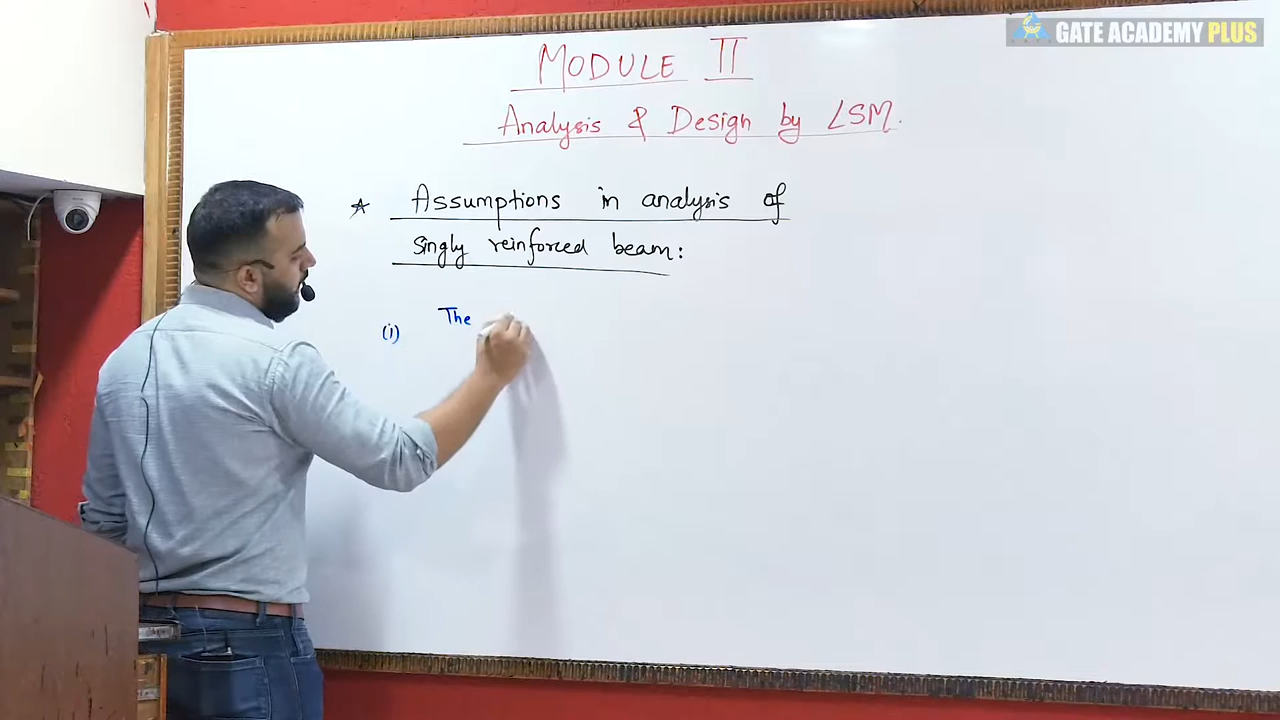 GATE ACADEMY PLUS
MODULE II
Analysis & Design by LSM.
* Assumptions in analysis of
singly reinforced beam:
(i) The